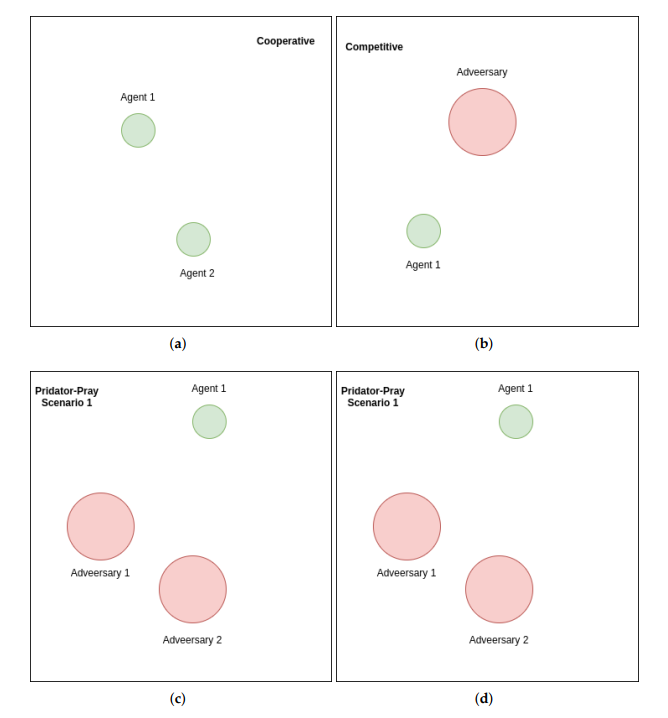 Cooperative
Agent 1
Agent 2
(a)
Competitive
Adveersary
Agent 1
(b)
Pridator-Pray
Scenario 1
Agent 1
Adveersary 1
Adveersary 2
(c)
Pridator-Pray
Scenario 1
Agent 1
Adveersary 1
Adveersary 2
(d)